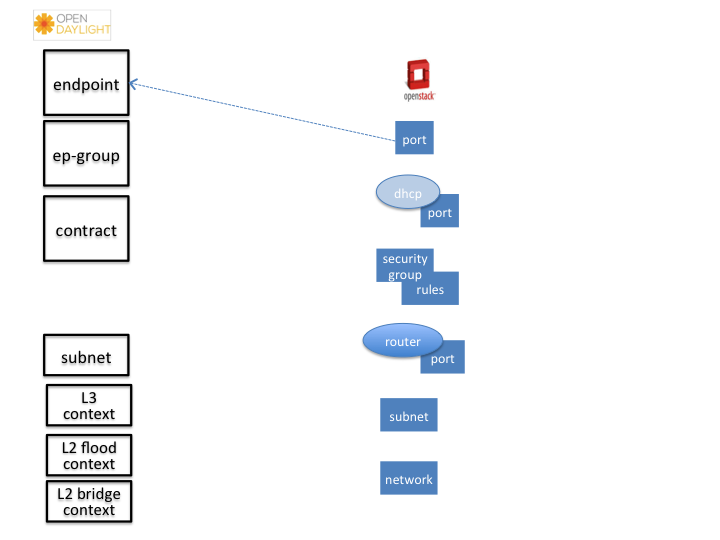 OPEN
DAYLIGHT
endpoint
ep-group
contract
subnet
L3
context
L2 flood
context
L2 bridge
context
openstack
port
dhcp
port
security
group
rules
router
port
subnet
network